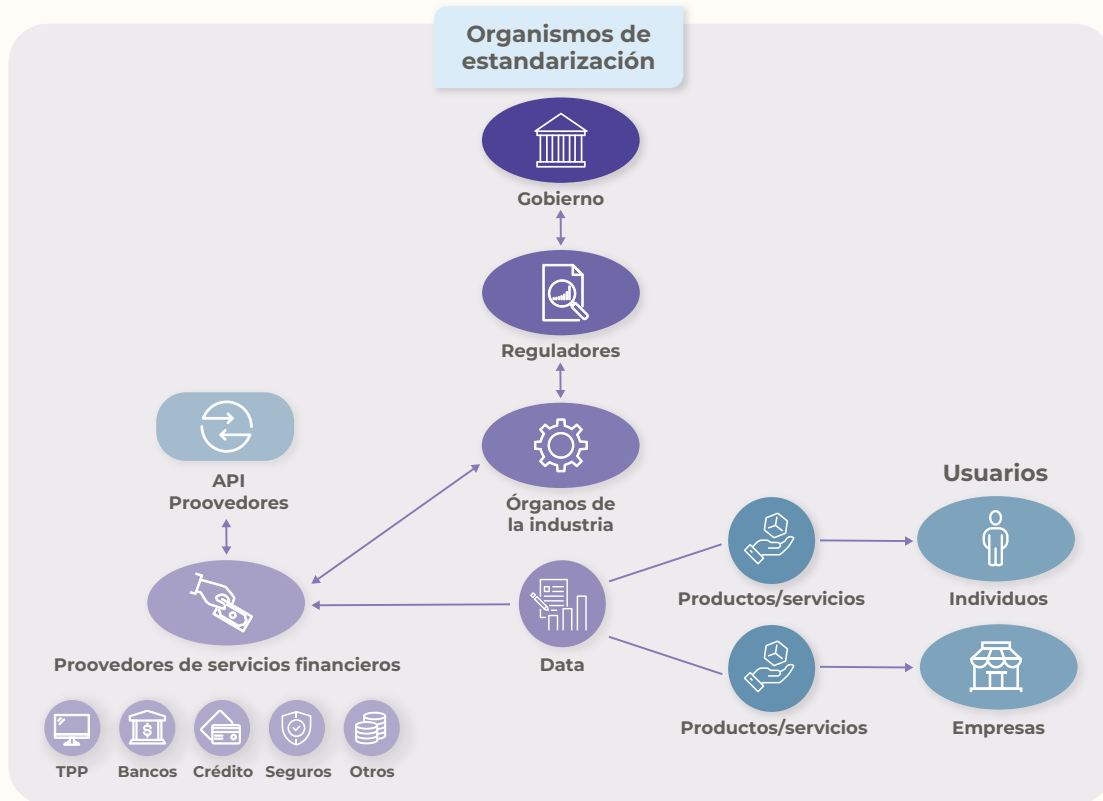 Organismos de
estandarización
Gobierno
Reguladores
API
Proovedores
Órganos de
la industria
Usuarios
Productos/servicios
Individuos
Proovedores de servicios financieros
Data
Productos/servicios
Empresas
TPP
Bancos
Crédito
Seguros
Otros